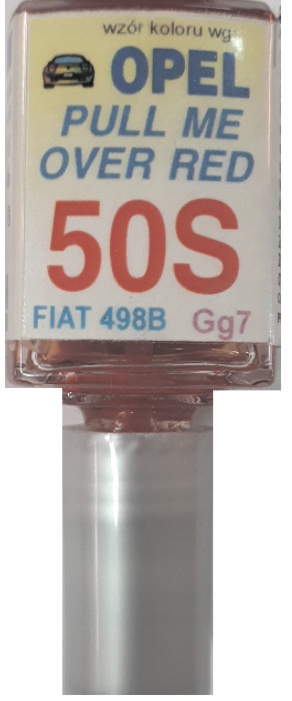 wzór koloru wg:
OPEL
PULL ME
OVER RED
50S
FIAT 498B Gg7